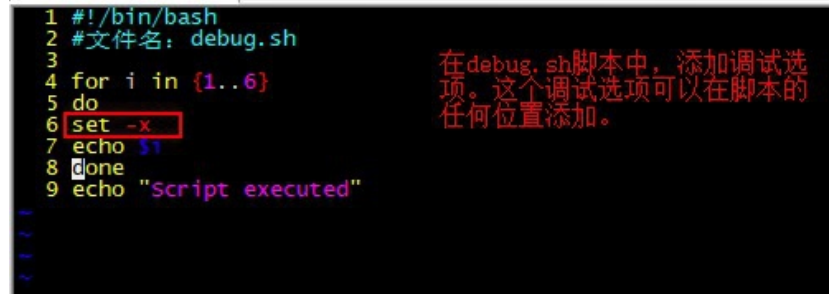 1 #!/bin/bash
2 #文件名：debug.sh
3
4 for i in {1..6}
5 do
6 set -x
7 echo $i
8 done
9 echo "Script executed"
~
~
~
~
在debug.sh脚本中，添加调试选
项。这个调试选项可以在脚本的
任何位置添加。